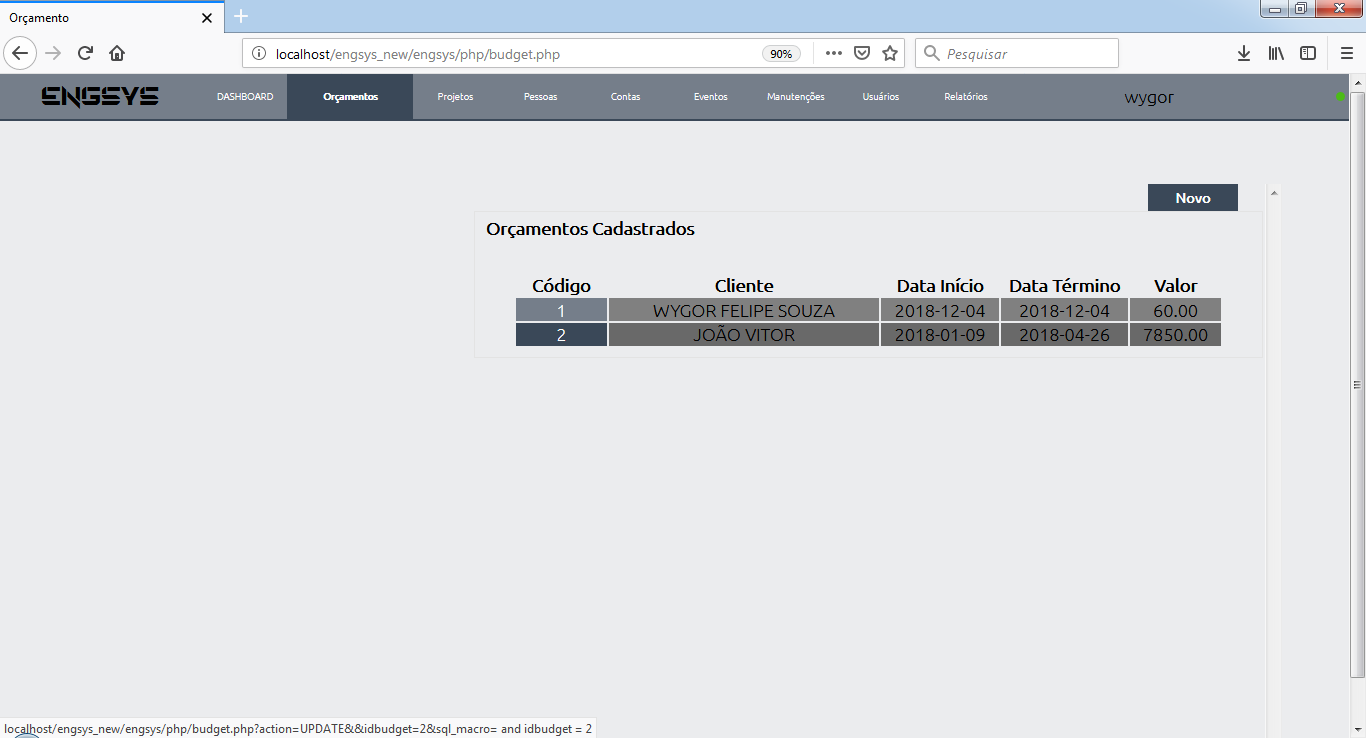 Orçamento
localhost/engsys_new/engsys/php/budget.php 90% Pesquisar
ENGSYS DASHBOARD Orçamentos Projetos Pessoas Contas Eventos Manutenções Usuários Relatórios wygor
Novo
Orçamentos Cadastrados
Código Cliente Data Início Data Término Valor
1 WYGOR FELIPE SOUZA 2018-12-04 2018-12-04 60.00
2 JOÃO VITOR 2018-01-09 2018-04-26 7850.00
localhost/engsys_new/engsys/php/budget.php?action=UPDATE&&idbudget=2&sql_macro= and idbudget = 2